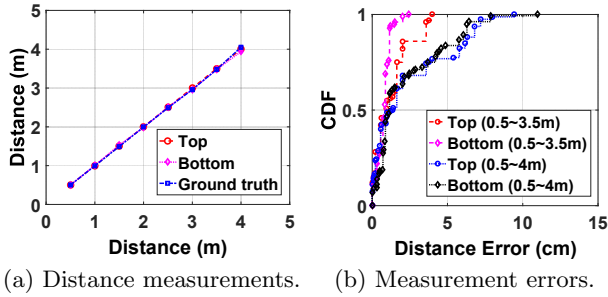 5
4
3
2
1
0
Distance (m)
0 1 2 3 4 5
Distance (m)
Top
Bottom
Ground truth
(a) Distance measurements.
1
0.5
0
CDF
0 5 10 15
Distance Error (cm)
Top (0.5~3.5m)
Bottom (0.5~3.5m)
Top (0.5~4m)
Bottom (0.5~4m)
(b) Measurement errors.